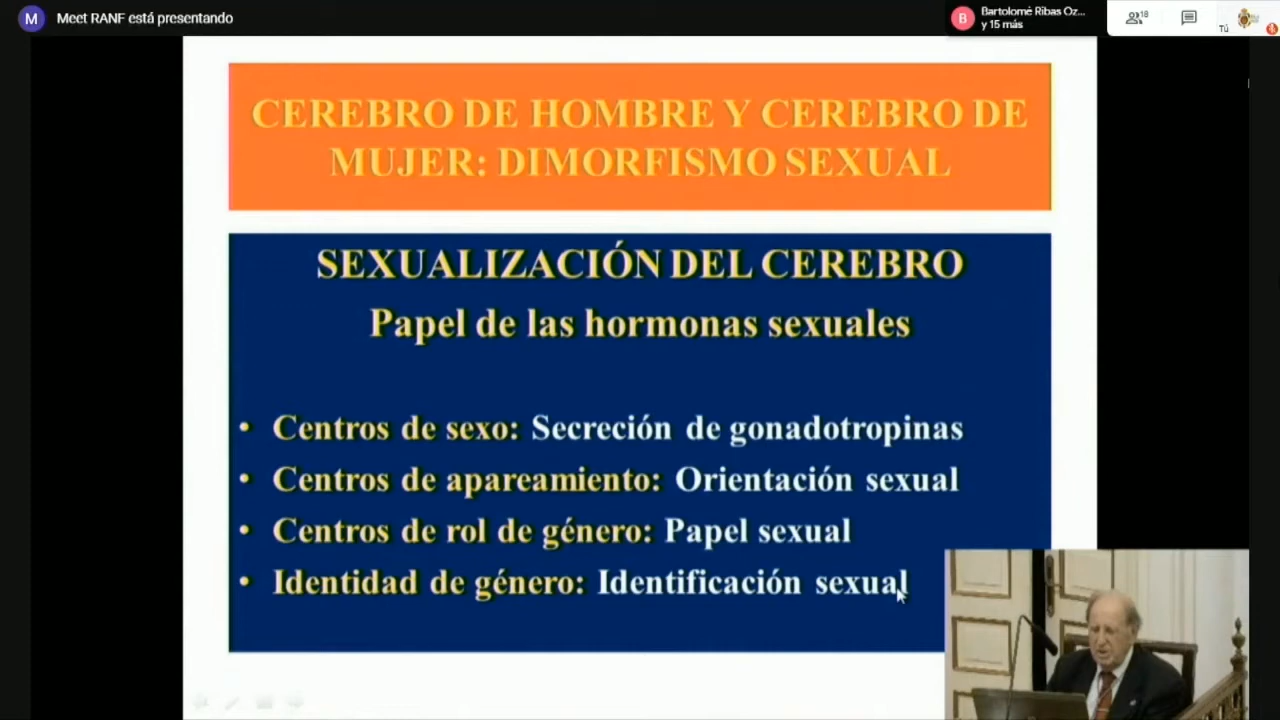 M Meet RANF está presentando
B Bartolomé Ribas Oz...
y 15 más
18
Tú
CEREBRO DE HOMBRE Y CEREBRO DE
MUJER: DIMORFISMO SEXUAL
SEXUALIZACIÓN DEL CEREBRO
Papel de las hormonas sexuales
• Centros de sexo: Secreción de gonadotropinas
• Centros de apareamiento: Orientación sexual
• Centros de rol de género: Papel sexual
• Identidad de género: Identificación sexual